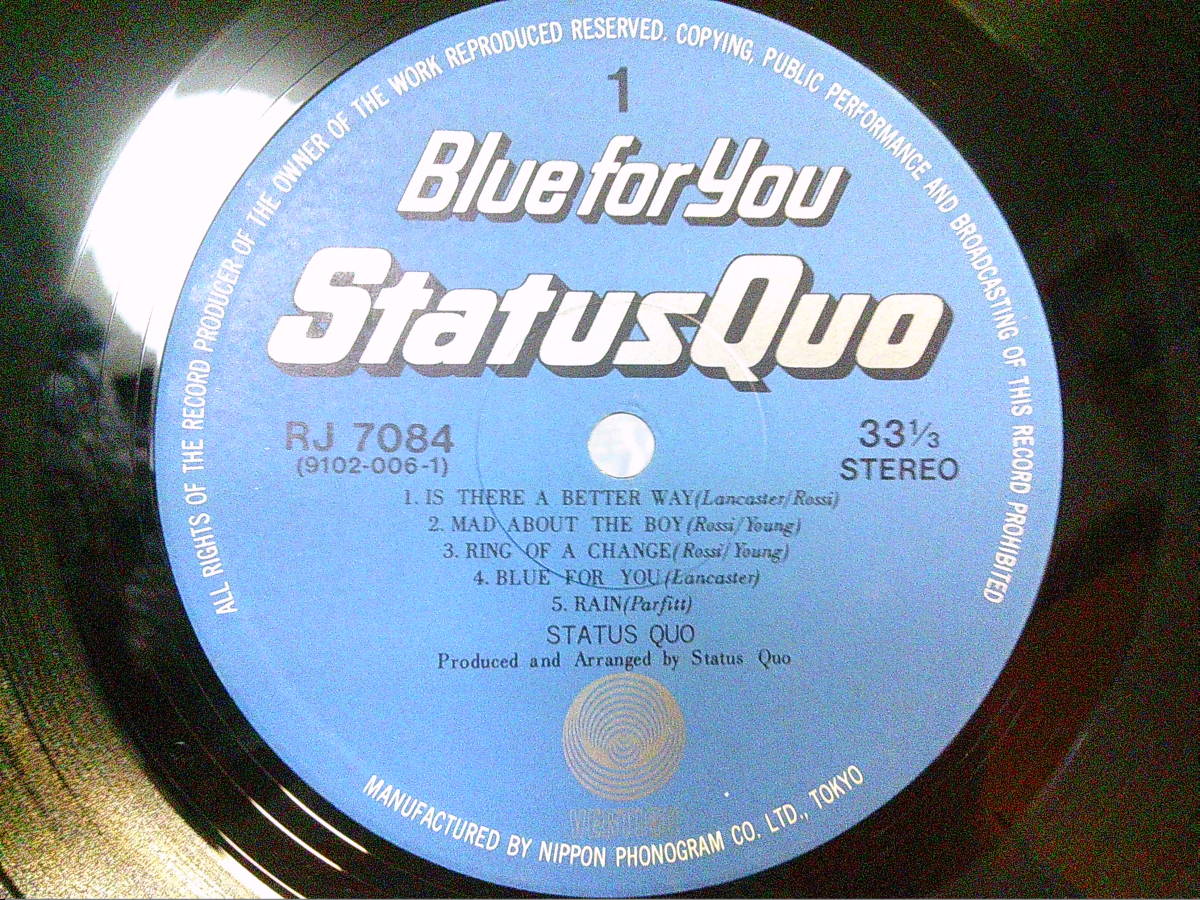 ALL RIGHTS OF THE RECORD PRODUCER OF THE OWNER OF THE WORK REPRODUCED RESERVED. COPYING, PUBLIC PERFORMANCE AND BROADCASTING OF THIS RECORD PROHIBITED
1
Blue for You
Status Quo
RJ 7084
(9102-006-1)
33⅓
STEREO
1. IS THERE A BETTER WAY (Lancaster/Rossi)
2. MAD ABOUT THE BOY (Rossi/Young)
3. RING OF A CHANGE (Rossi/Young)
4. BLUE FOR YOU (Lancaster)
5. RAIN (Parfitt)
STATUS QUO
Produced and Arranged by Status Quo
VERTIGO
MANUFACTURED BY NIPPON PHONOGRAM CO. LTD., TOKYO